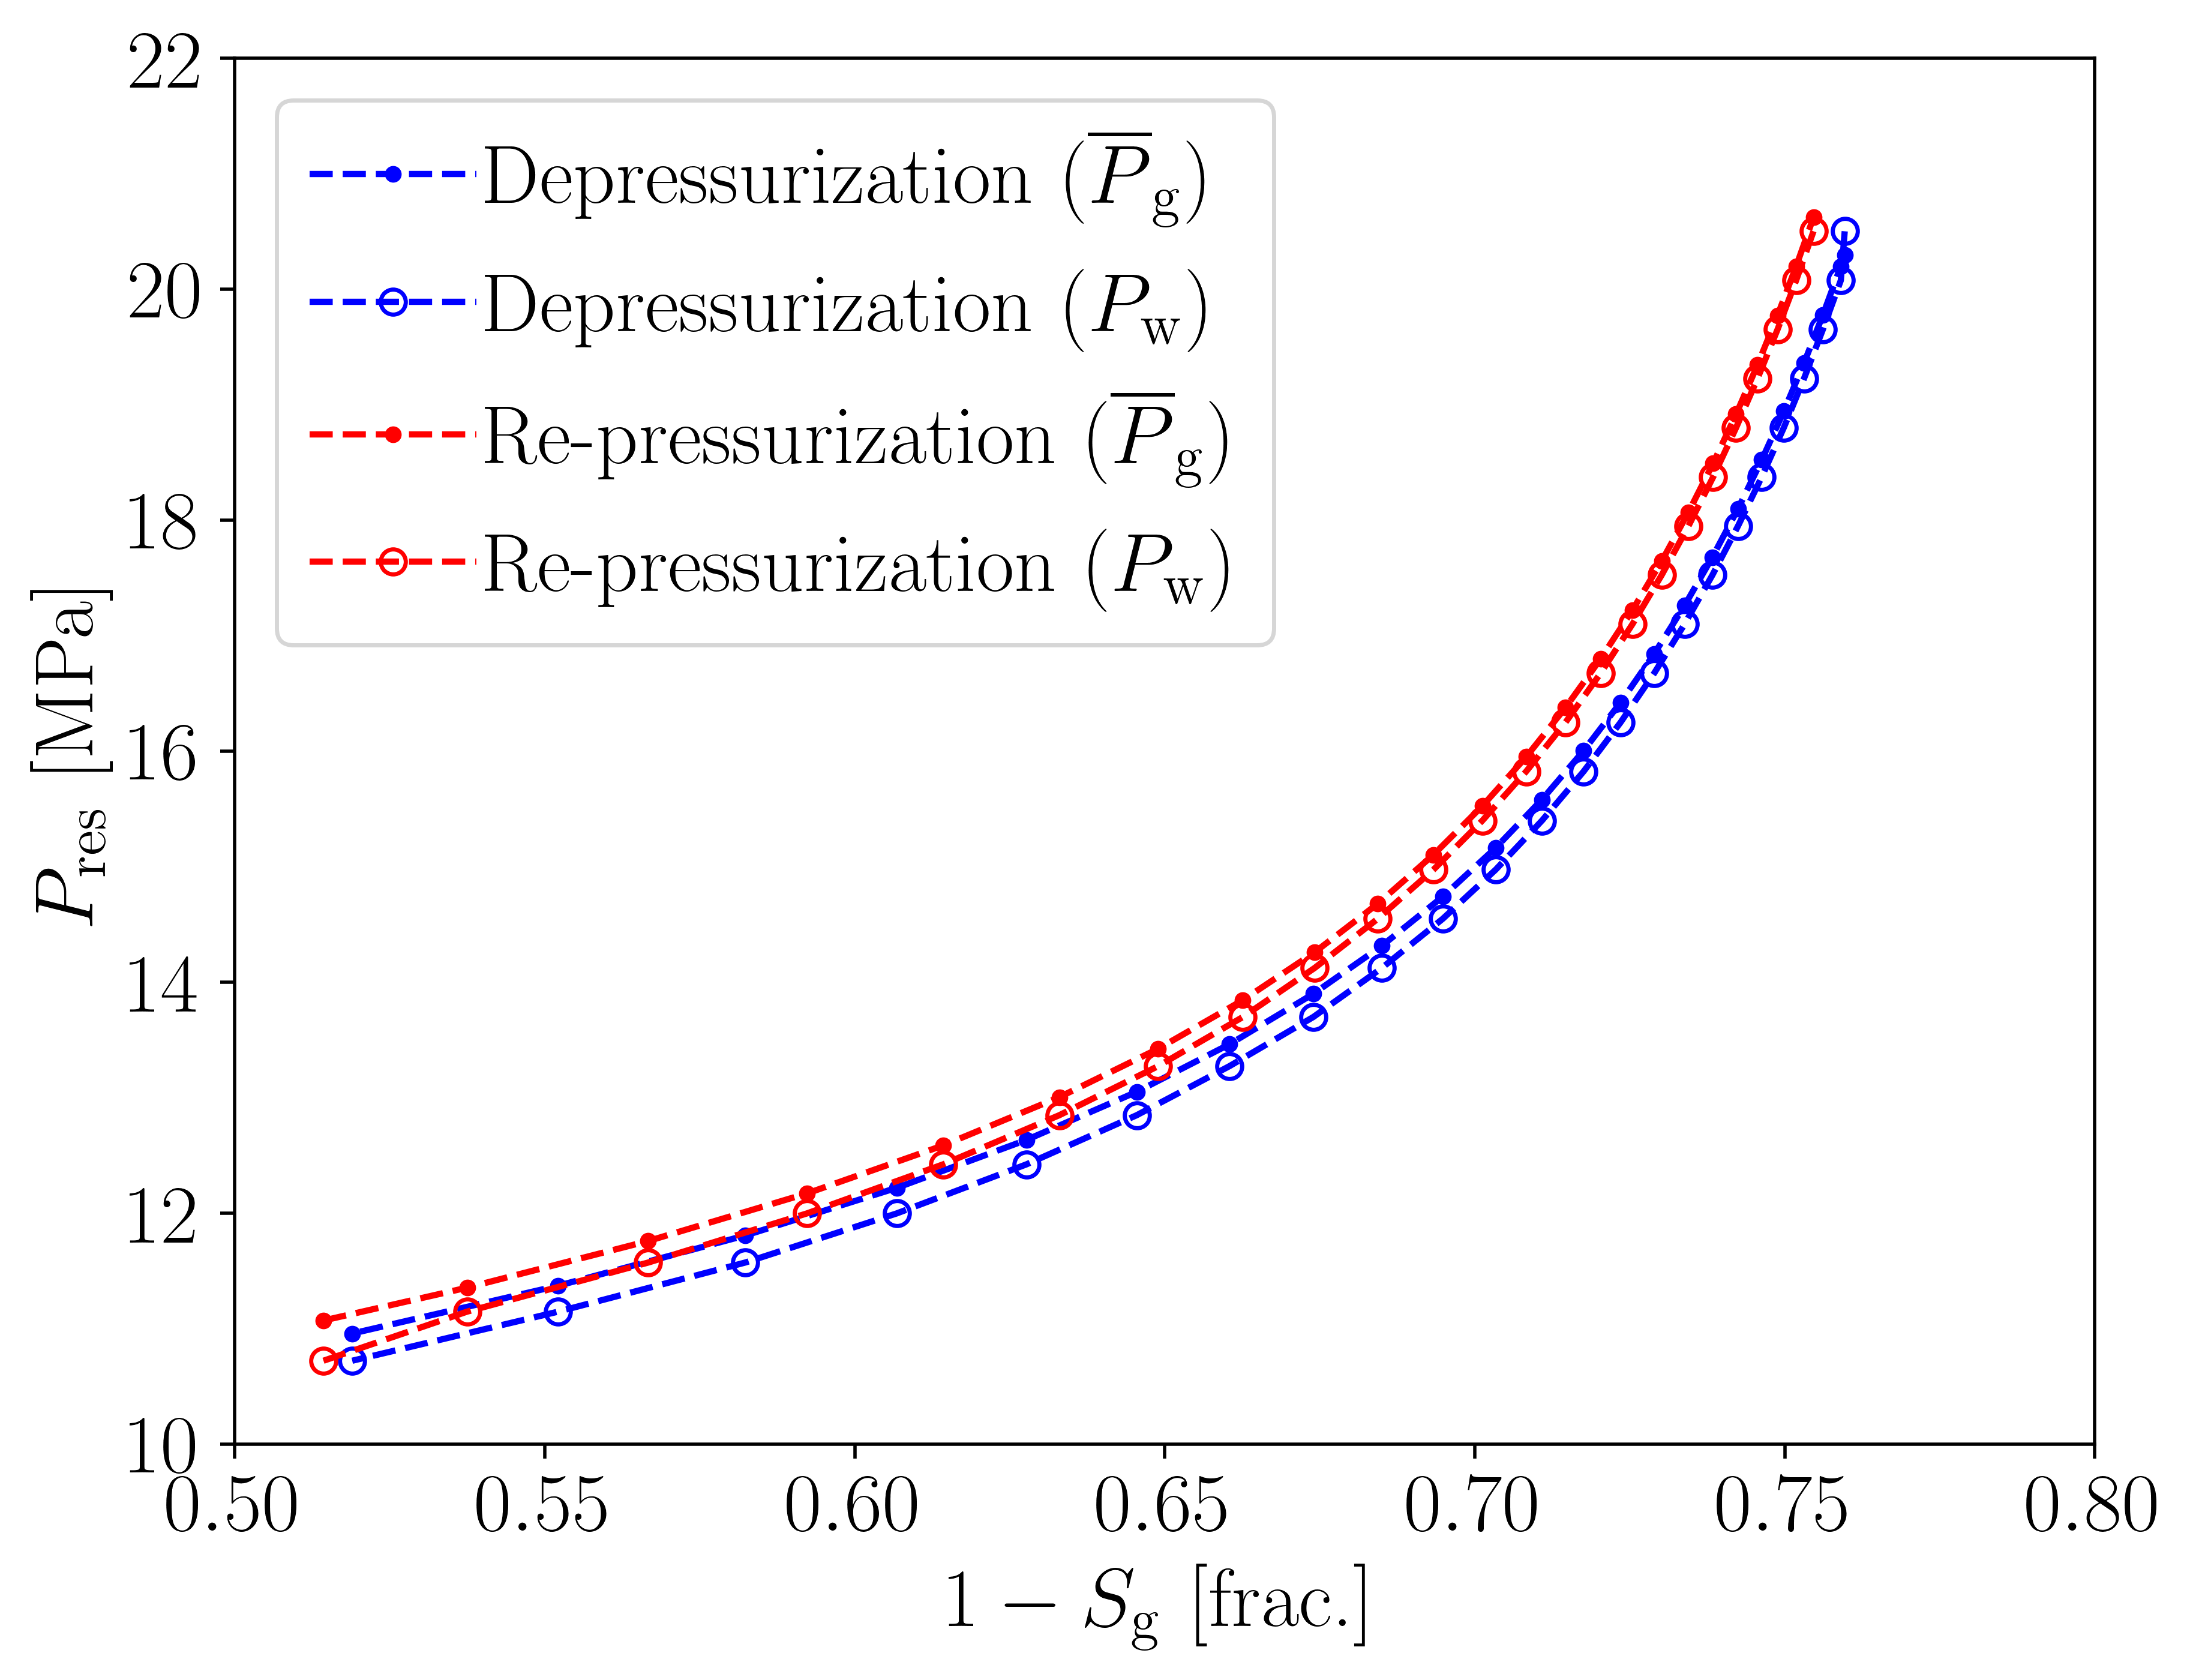 22
20
18
16
14
12
10
P_res [MPa]
Depressurization (P̅_g)
Depressurization (P_w)
Re-pressurization (P̅_g)
Re-pressurization (P_w)
0.50 0.55 0.60 0.65 0.70 0.75 0.80
1 − S_g [frac.]